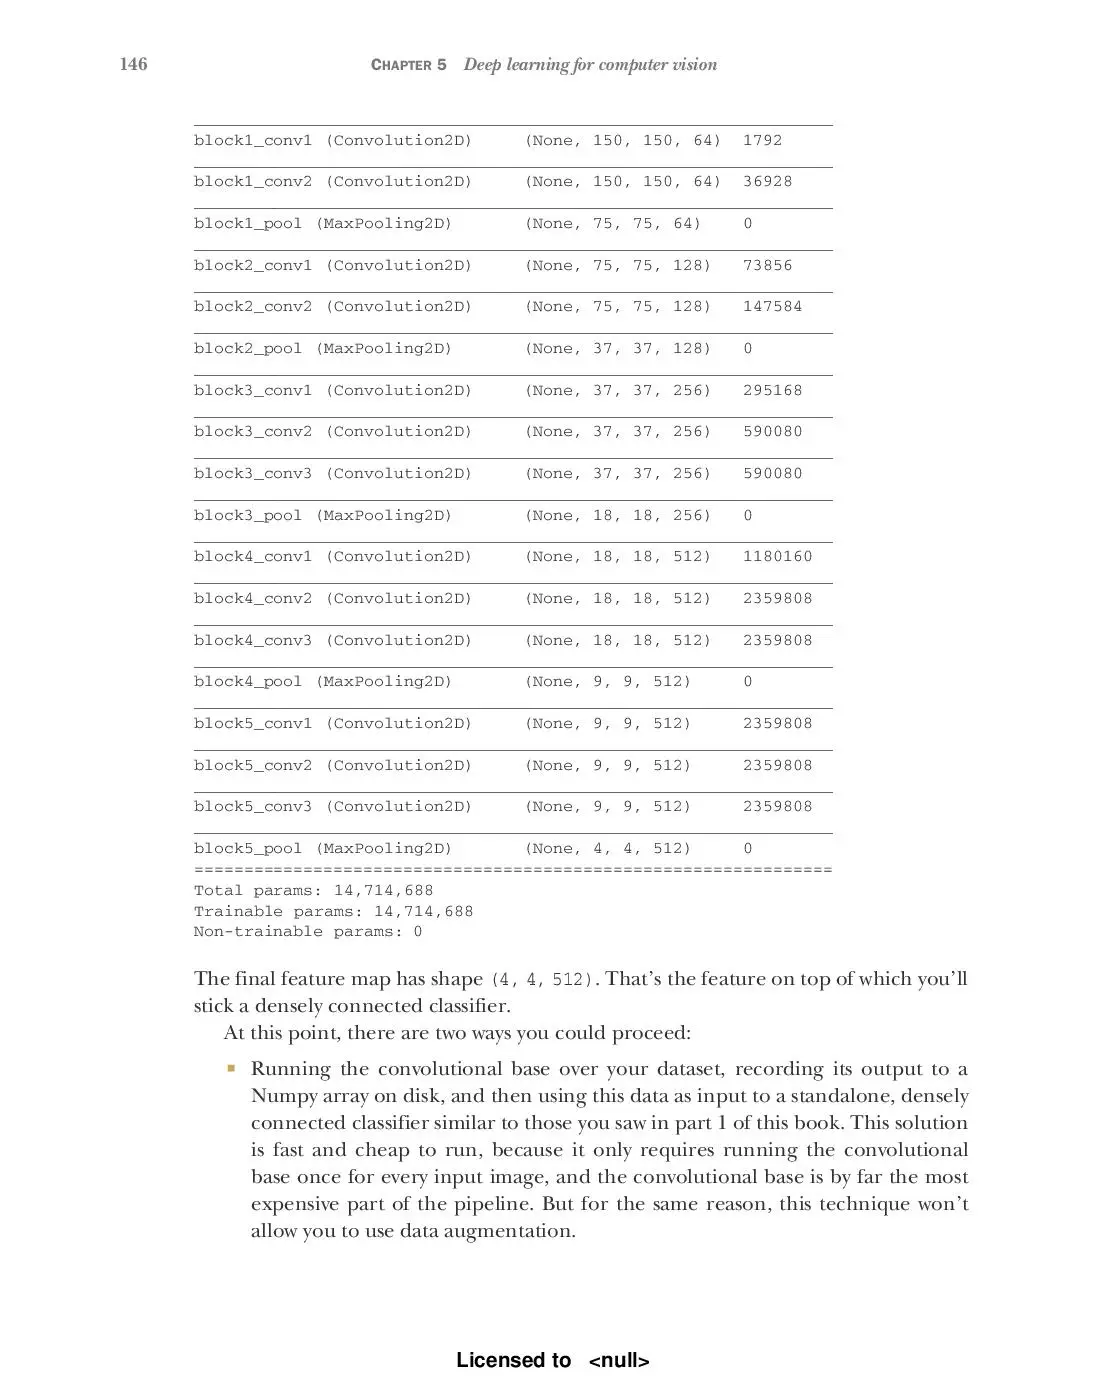 146 CHAPTER 5 Deep learning for computer vision
block1_conv1 (Convolution2D) (None, 150, 150, 64) 1792
block1_conv2 (Convolution2D) (None, 150, 150, 64) 36928
block1_pool (MaxPooling2D) (None, 75, 75, 64) 0
block2_conv1 (Convolution2D) (None, 75, 75, 128) 73856
block2_conv2 (Convolution2D) (None, 75, 75, 128) 147584
block2_pool (MaxPooling2D) (None, 37, 37, 128) 0
block3_conv1 (Convolution2D) (None, 37, 37, 256) 295168
block3_conv2 (Convolution2D) (None, 37, 37, 256) 590080
block3_conv3 (Convolution2D) (None, 37, 37, 256) 590080
block3_pool (MaxPooling2D) (None, 18, 18, 256) 0
block4_conv1 (Convolution2D) (None, 18, 18, 512) 1180160
block4_conv2 (Convolution2D) (None, 18, 18, 512) 2359808
block4_conv3 (Convolution2D) (None, 18, 18, 512) 2359808
block4_pool (MaxPooling2D) (None, 9, 9, 512) 0
block5_conv1 (Convolution2D) (None, 9, 9, 512) 2359808
block5_conv2 (Convolution2D) (None, 9, 9, 512) 2359808
block5_conv3 (Convolution2D) (None, 9, 9, 512) 2359808
block5_pool (MaxPooling2D) (None, 4, 4, 512) 0
================================================================
Total params: 14,714,688
Trainable params: 14,714,688
Non-trainable params: 0
The final feature map has shape (4, 4, 512). That's the feature on top of which you'll
stick a densely connected classifier.
At this point, there are two ways you could proceed:
▪ Running the convolutional base over your dataset, recording its output to a
Numpy array on disk, and then using this data as input to a standalone, densely
connected classifier similar to those you saw in part 1 of this book. This solution
is fast and cheap to run, because it only requires running the convolutional
base once for every input image, and the convolutional base is by far the most
expensive part of the pipeline. But for the same reason, this technique won't
allow you to use data augmentation.
Licensed to <null>